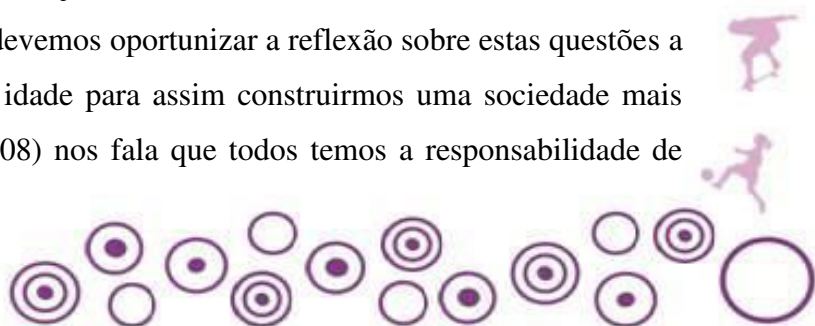 devemos oportunizar a reflexão sobre estas questões a
idade para assim construirmos uma sociedade mais
08) nos fala que todos temos a responsabilidade de